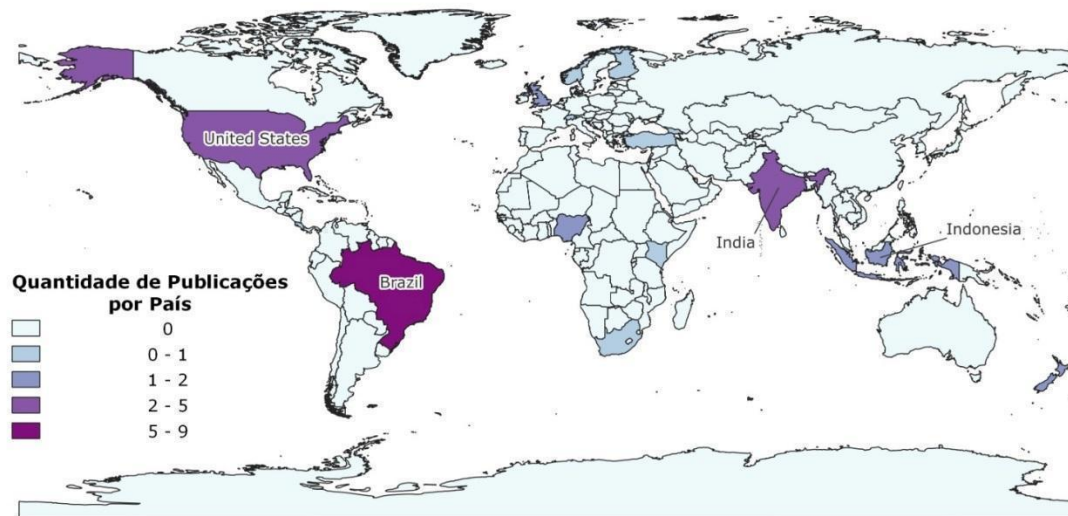 United States
India
Indonesia
Brazil
Quantidade de Publicações
por País
0
0 - 1
1 - 2
2 - 5
5 - 9